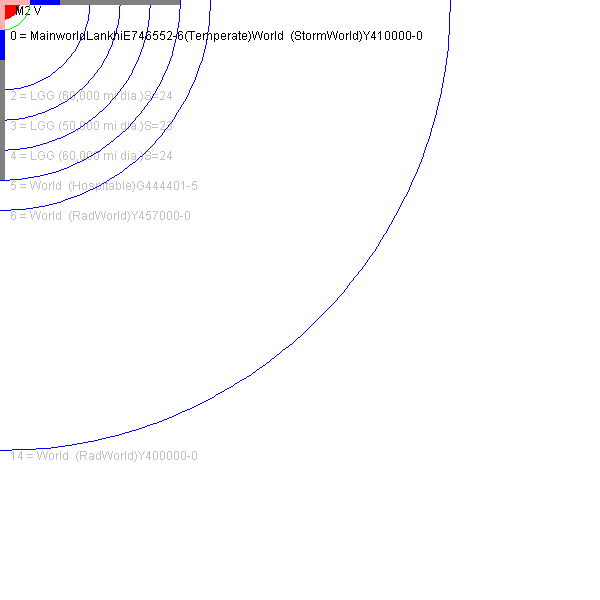 M2 V
0 = MainworldLankhiE746552-6(Temperate)World (StormWorld)Y410000-0
2 = LGG (60,000 mi dia.)S=24
3 = LGG (50,000 mi dia.)S=23
4 = LGG (60,000 mi dia.)S=24
5 = World (Hospitable)G444401-5
6 = World (RadWorld)Y457000-0
14 = World (RadWorld)Y400000-0